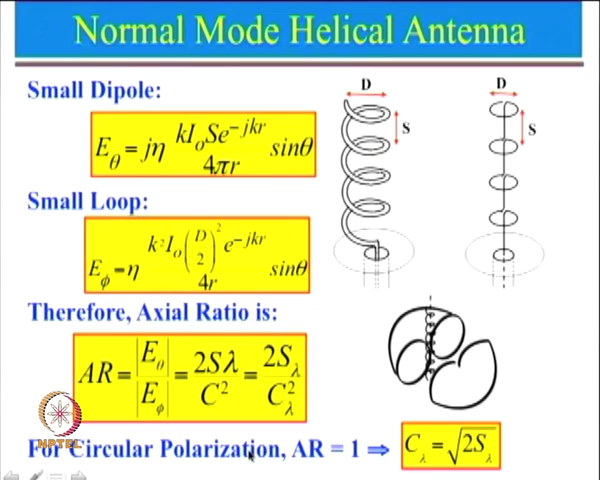 Normal Mode Helical Antenna
Small Dipole:
E_θ = jη kI_oSe^{-jkr} / 4πr sinθ
Small Loop:
E_ϕ = η k²I_o(D/2)²e^{-jkr} / 4r sinθ
Therefore, Axial Ratio is:
AR = |E_θ| / |E_ϕ| = 2Sλ / C² = 2S_λ / C_λ²
For Circular Polarization, AR = 1 ⇒ C_λ = √2S_λ
D
S
D
S
NPTEL